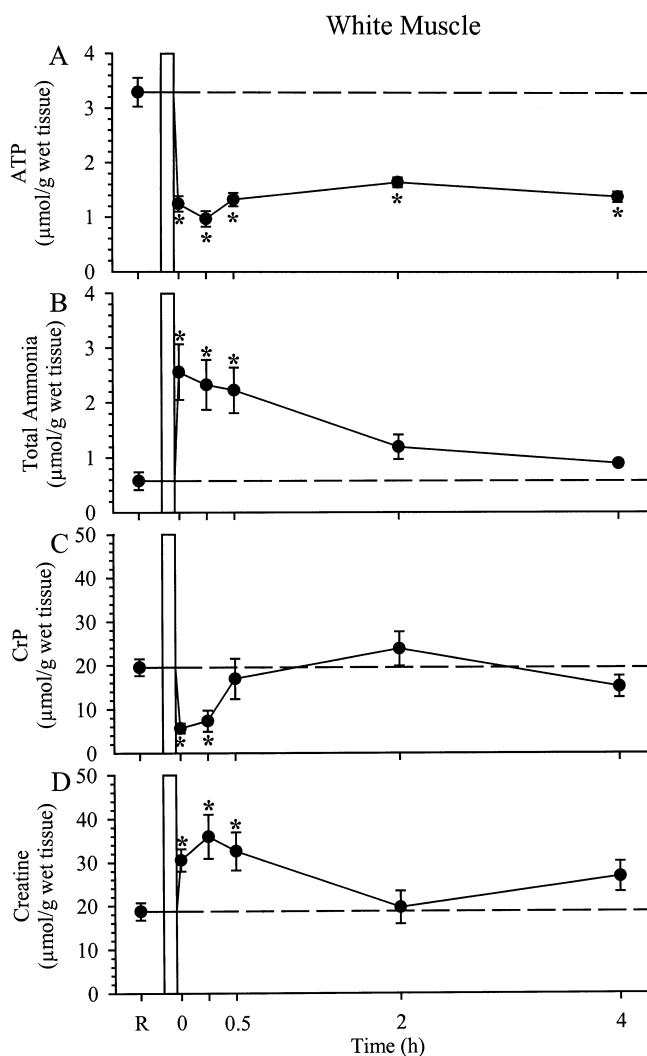 White Muscle
A
ATP
(μmol/g wet tissue)
4
3
2
1
0
*
*
*
*
*
B
Total Ammonia
(μmol/g wet tissue)
4
3
2
1
0
*
*
*
C
CrP
(μmol/g wet tissue)
50
40
30
20
10
0
*
*
D
Creatine
(μmol/g wet tissue)
50
40
30
20
10
0
*
*
*
R 0 0.5 2 4
Time (h)